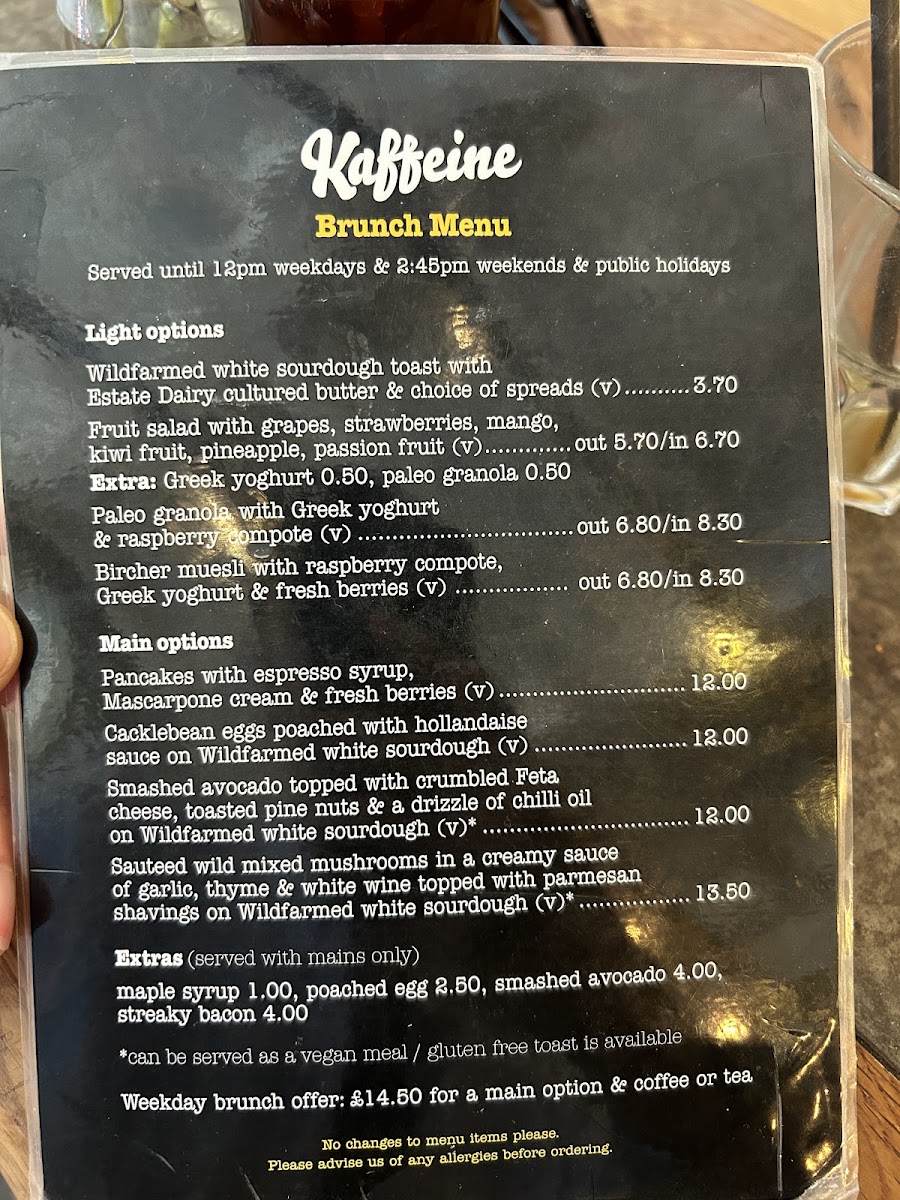 Kaffeine
Brunch Menu
Served until 12pm weekdays & 2:45pm weekends & public holidays
Light options
Wildfarmed white sourdough toast with
Estate Dairy cultured butter & choice of spreads (v)..........3.70
Fruit salad with grapes, strawberries, mango,
kiwi fruit, pineapple, passion fruit (v).............out 5.70/in 6.70
Extra: Greek yoghurt 0.50, paleo granola 0.50
Paleo granola with Greek yoghurt
& raspberry compote (v) ................................out 6.80/in 8.30
Bircher muesli with raspberry compote,
Greek yoghurt & fresh berries (v) ................. out 6.80/in 8.30
Main options
Pancakes with espresso syrup,
Mascarpone cream & fresh berries (v)............................12.00
Cacklebean eggs poached with hollandaise
sauce on Wildfarmed white sourdough (v) .......................12.00
Smashed avocado topped with crumbled Feta
cheese, toasted pine nuts & a drizzle of chilli oil
on Wildfarmed white sourdough (v)* ...............................12.00
Sauteed wild mixed mushrooms in a creamy sauce
of garlic, thyme & white wine topped with parmesan
shavings on Wildfarmed white sourdough (v)*.................13.50
Extras (served with mains only)
maple syrup 1.00, poached egg 2.50, smashed avocado 4.00,
streaky bacon 4.00
*can be served as a vegan meal / gluten free toast is available
Weekday brunch offer: £14.50 for a main option & coffee or tea
No changes to menu items please.
Please advise us of any allergies before ordering.